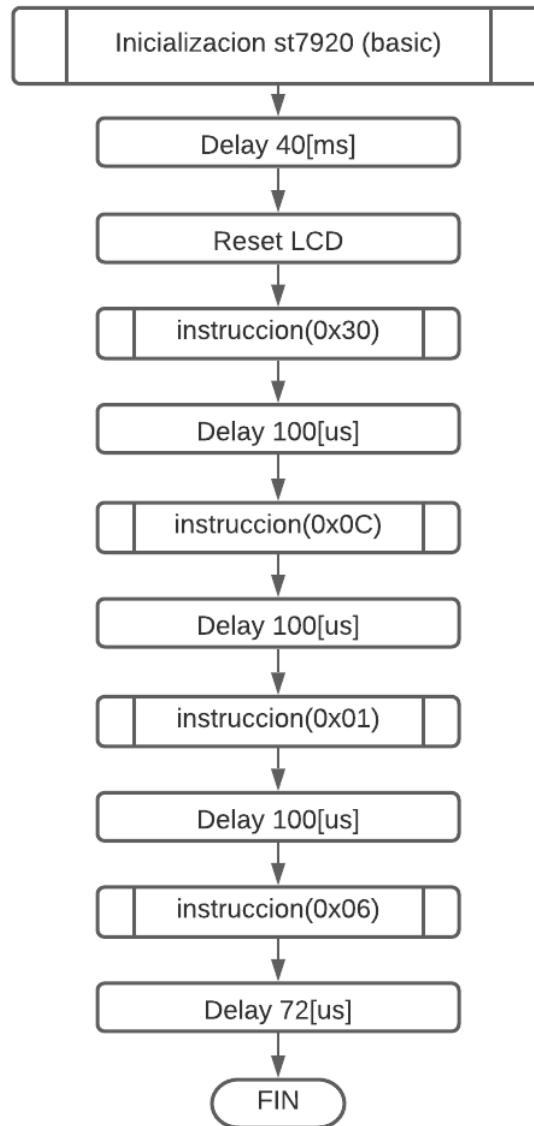 Inicializacion st7920 (basic)
Delay 40[ms]
Reset LCD
instruccion(0x30)
Delay 100[us]
instruccion(0x0C)
Delay 100[us]
instruccion(0x01)
Delay 100[us]
instruccion(0x06)
Delay 72[us]
FIN